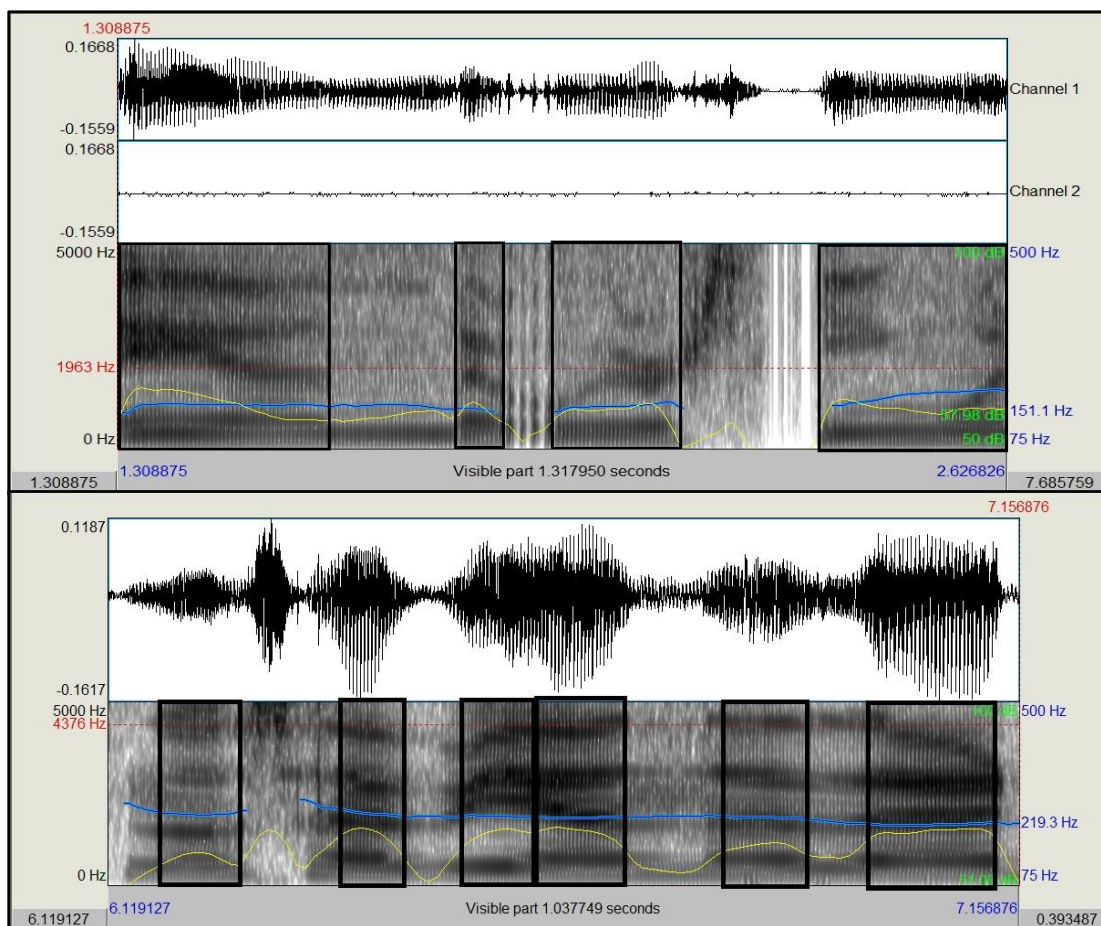 1.308875
0.1668
Channel 1
-0.1559
0.1668
Channel 2
-0.1559
5000 Hz 100 dB 500 Hz
1963 Hz
57.98 dB 151.1 Hz
0 Hz 50 dB 75 Hz
1.308875 Visible part 1.317950 seconds 2.626826
1.308875 7.685759
7.156876
0.1187
-0.1617
5000 Hz 500 Hz
4376 Hz
219.3 Hz
0 Hz 75 Hz
6.119127 Visible part 1.037749 seconds 7.156876
6.119127 0.393487